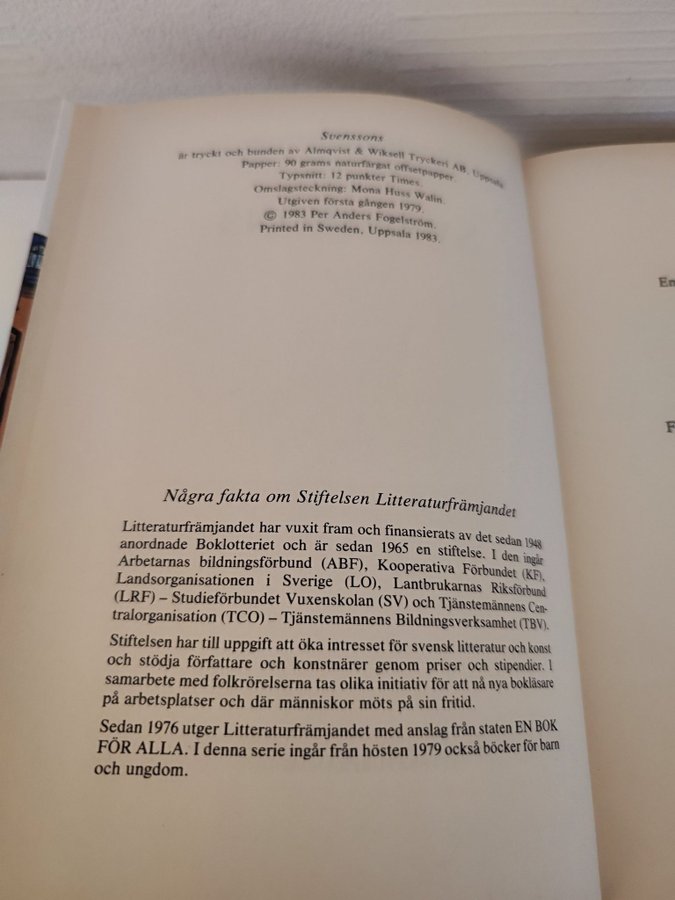 Svenssons
är tryckt och bunden av Almqvist & Wiksell Tryckeri AB, Uppsala
Papper: 90 grams naturfärgat offsetpapper
Typsnitt: 12 punkter Times.
Omslagsteckning: Mona Huss Walin.
Utgiven första gången 1979.
© 1983 Per Anders Fogelström.
Printed in Sweden, Uppsala 1983.
Några fakta om Stiftelsen Litteraturfrämjandet
Litteraturfrämjandet har vuxit fram och finansierats av det sedan 1948
anordnade Boklotteriet och är sedan 1965 en stiftelse. I den ingår
Arbetarnas bildningsförbund (ABF), Kooperativa Förbundet (KF),
Landsorganisationen i Sverige (LO), Lantbrukarnas Riksförbund
(LRF) – Studieförbundet Vuxenskolan (SV) och Tjänstemännens Cen-
tralorganisation (TCO) – Tjänstemännens Bildningsverksamhet (TBV).
Stiftelsen har till uppgift att öka intresset för svensk litteratur och konst
och stödja författare och konstnärer genom priser och stipendier. I
samarbete med folkrörelserna tas olika initiativ för att nå nya bokläsare
på arbetsplatser och där människor möts på sin fritid.
Sedan 1976 utger Litteraturfrämjandet med anslag från staten EN BOK
FÖR ALLA. I denna serie ingår från hösten 1979 också böcker för barn
och ungdom.